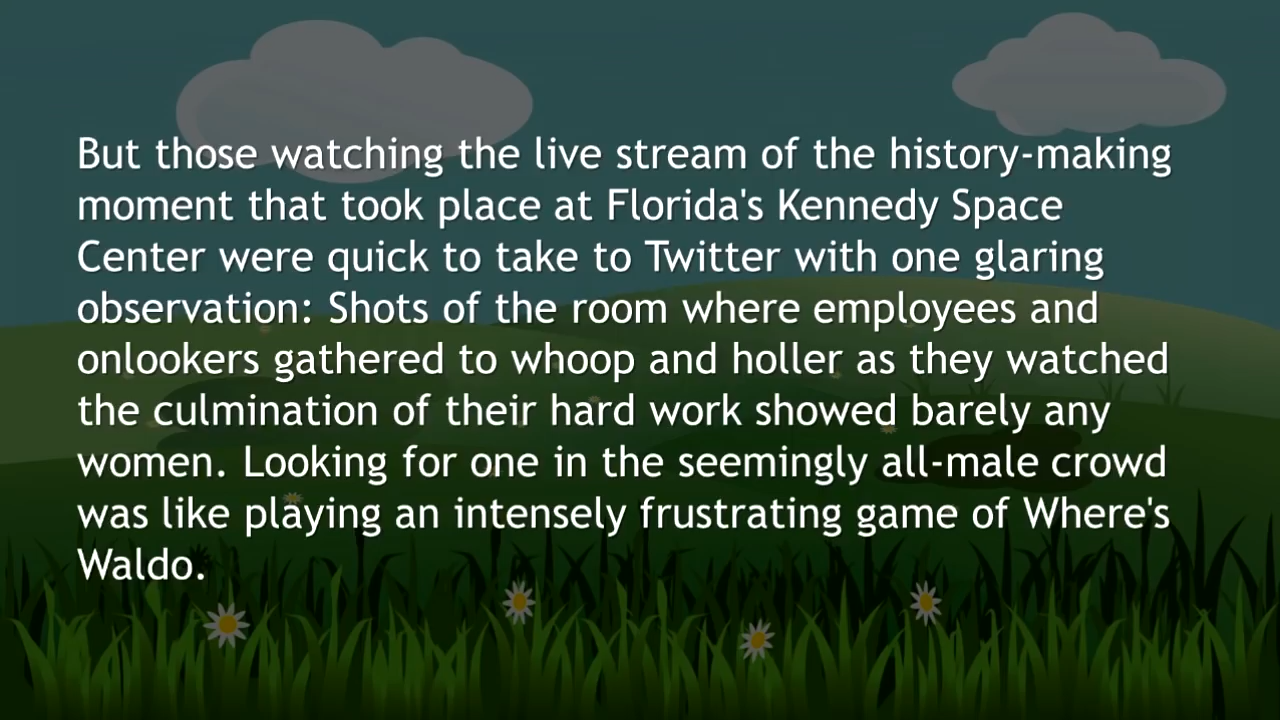 But those watching the live stream of the history-making
moment that took place at Florida's Kennedy Space
Center were quick to take to Twitter with one glaring
observation: Shots of the room where employees and
onlookers gathered to whoop and holler as they watched
the culmination of their hard work showed barely any
women. Looking for one in the seemingly all-male crowd
was like playing an intensely frustrating game of Where's
Waldo.